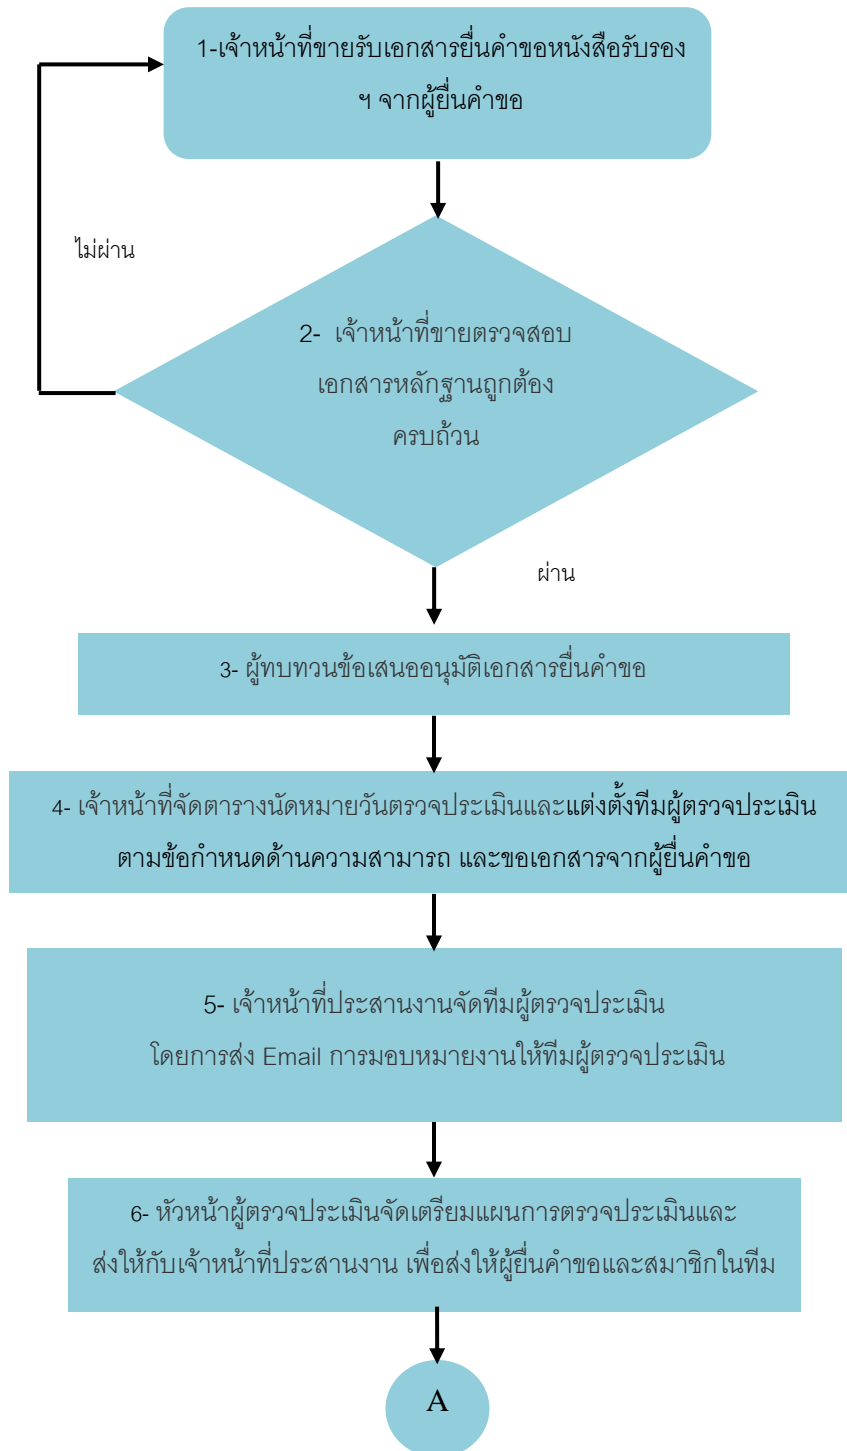 1-เจ้าหน้าที่ขายรับเอกสารยื่นคำขอหนังสือรับรอง
ฯ จากผู้ยื่นคำขอ
ไม่ผ่าน
2- เจ้าหน้าที่ขายตรวจสอบ
เอกสารหลักฐานถูกต้อง
ครบถ้วน
ผ่าน
3- ผู้ทบทวนข้อเสนออนุมัติเอกสารยื่นคำขอ
4- เจ้าหน้าที่จัดตารางนัดหมายวันตรวจประเมินและแต่งตั้งทีมผู้ตรวจประเมิน
ตามข้อกำหนดด้านความสามารถ และขอเอกสารจากผู้ยื่นคำขอ
5- เจ้าหน้าที่ประสานงานจัดทีมผู้ตรวจประเมิน
โดยการส่ง Email การมอบหมายงานให้ทีมผู้ตรวจประเมิน
6- หัวหน้าผู้ตรวจประเมินจัดเตรียมแผนการตรวจประเมินและ
ส่งให้กับเจ้าหน้าที่ประสานงาน เพื่อส่งให้ผู้ยื่นคำขอและสมาชิกในทีม
A